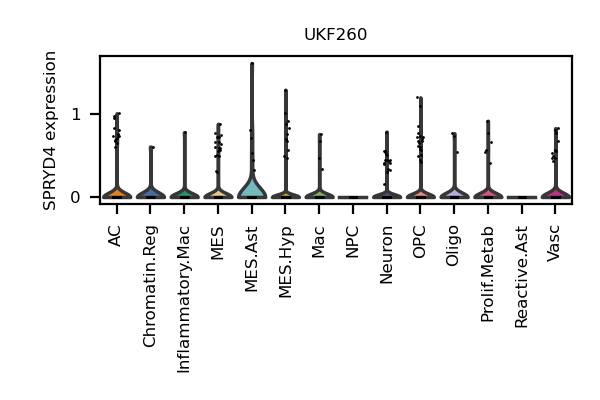 UKF260
SPRYD4 expression
1
0
AC
Chromatin.Reg
Inflammatory.Mac
MES
MES.Ast
MES.Hyp
Mac
NPC
Neuron
OPC
Oligo
Prolif.Metab
Reactive.Ast
Vasc